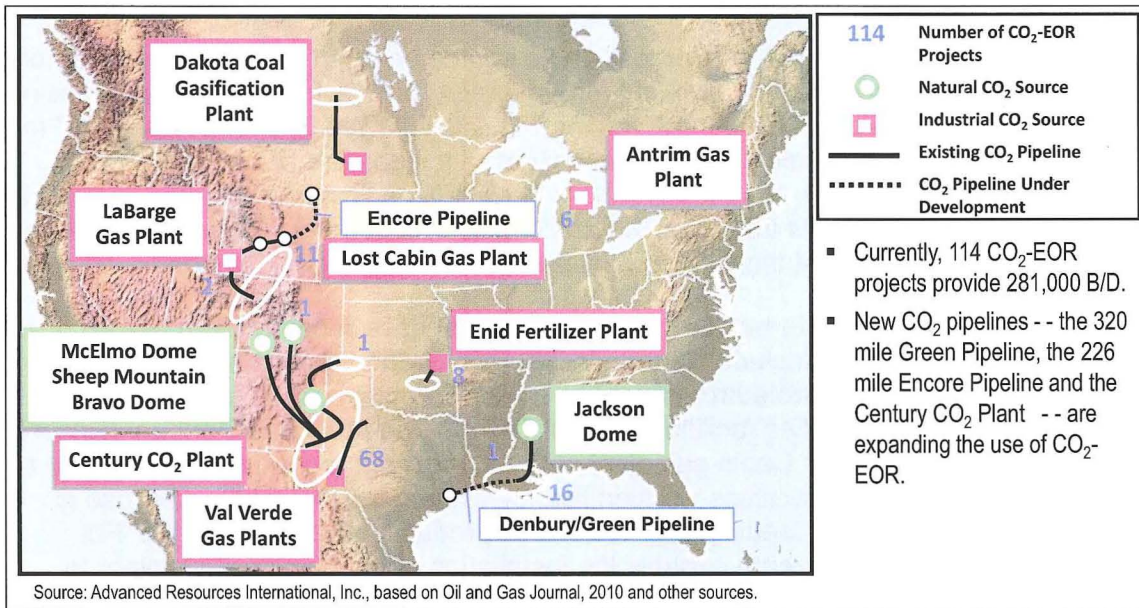 Dakota Coal
Gasification
Plant
Antrim Gas
Plant
LaBarge
Gas Plant
Encore Pipeline
6
11
Lost Cabin Gas Plant
2
1
Enid Fertilizer Plant
McElmo Dome
Sheep Mountain
Bravo Dome
1
8
Jackson
Dome
Century CO₂ Plant
2
68
1
Val Verde
Gas Plants
16
Denbury/Green Pipeline
Source: Advanced Resources International, Inc., based on Oil and Gas Journal, 2010 and other sources.
114 Number of CO₂-EOR
Projects
Natural CO₂ Source
Industrial CO₂ Source
Existing CO₂ Pipeline
CO₂ Pipeline Under
Development
▪ Currently, 114 CO₂-EOR
projects provide 281,000 B/D.
▪ New CO₂ pipelines - - the 320
mile Green Pipeline, the 226
mile Encore Pipeline and the
Century CO₂ Plant - - are
expanding the use of CO₂-
EOR.